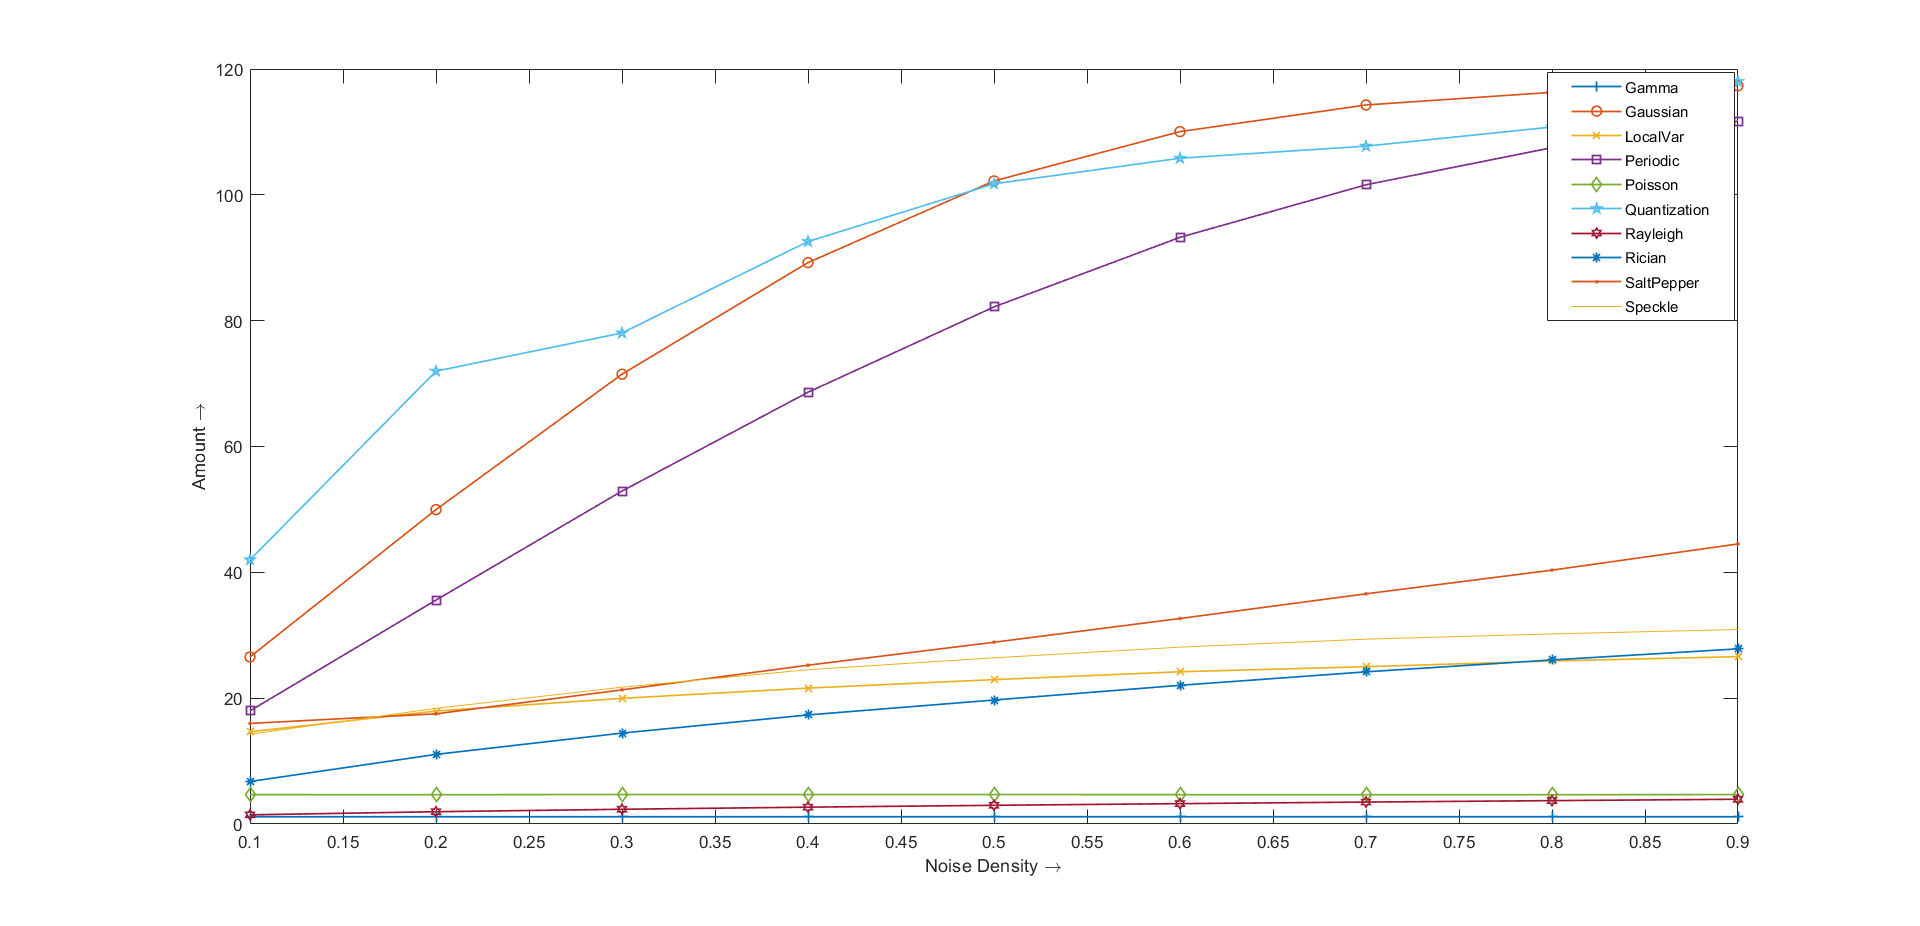 120
100
80
60
40
20
0
Amount →
Gamma
Gaussian
LocalVar
Periodic
Poisson
Quantization
Rayleigh
Rician
SaltPepper
Speckle
0.1 0.15 0.2 0.25 0.3 0.35 0.4 0.45 0.5 0.55 0.6 0.65 0.7 0.75 0.8 0.85 0.9
Noise Density →